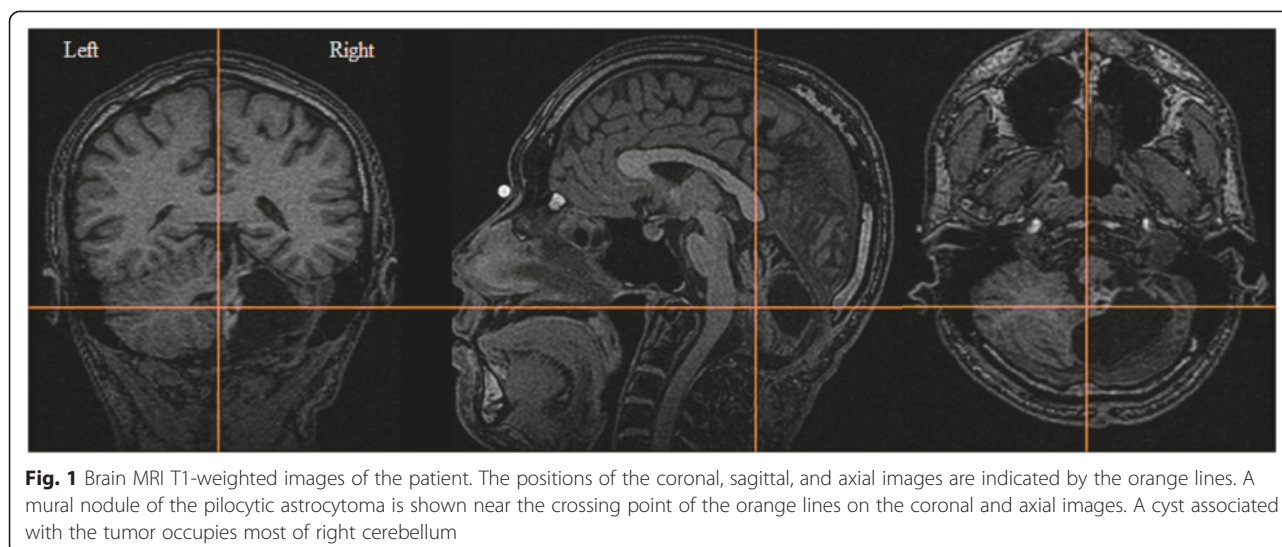 Left Right
Fig. 1 Brain MRI T1-weighted images of the patient. The positions of the coronal, sagittal, and axial images are indicated by the orange lines. A
mural nodule of the pilocytic astrocytoma is shown near the crossing point of the orange lines on the coronal and axial images. A cyst associated
with the tumor occupies most of right cerebellum